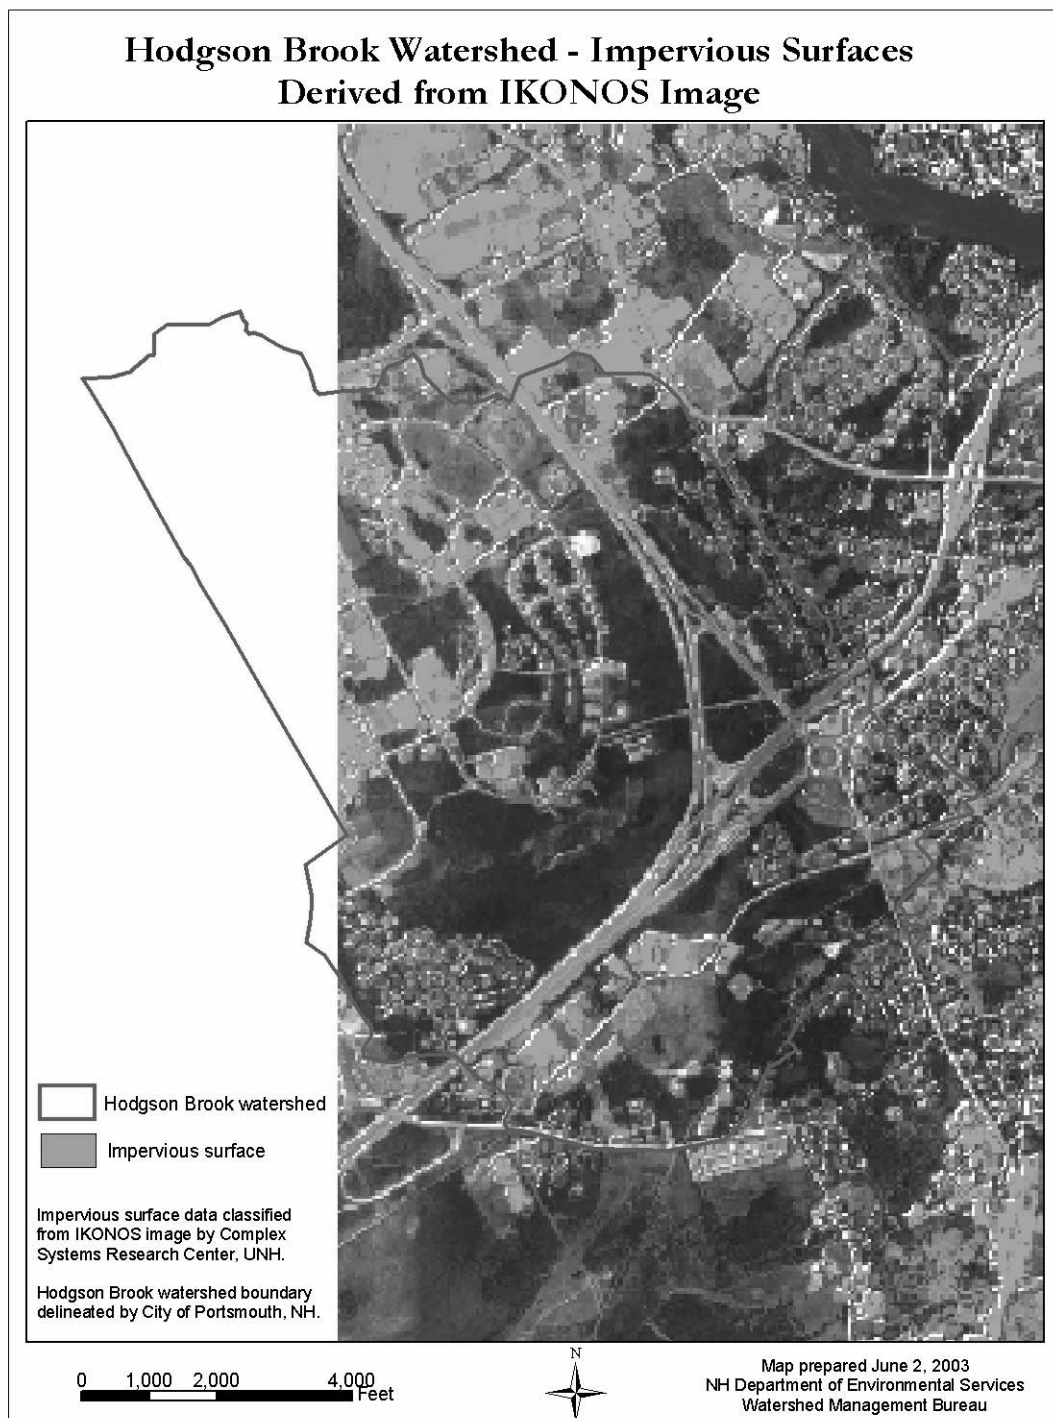 Hodgson Brook Watershed - Impervious Surfaces
Derived from IKONOS Image
Hodgson Brook watershed
Impervious surface
Impervious surface data classified
from IKONOS image by Complex
Systems Research Center, UNH.
Hodgson Brook watershed boundary
delineated by City of Portsmouth, NH.
0 1,000 2,000 4,000
Feet
N
Map prepared June 2, 2003
NH Department of Environmental Services
Watershed Management Bureau